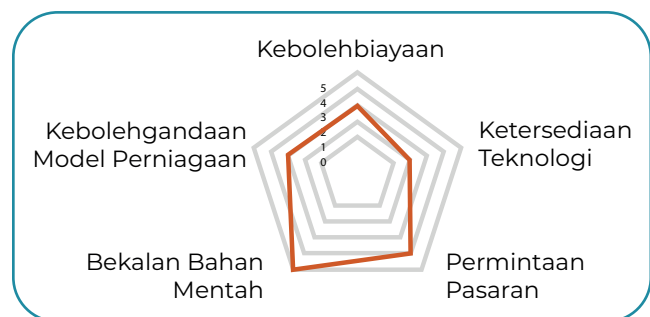 Kebolehbiayaan
5
4
3
2
1
0
Kebolehgandaan
Model Perniagaan
Ketersediaan
Teknologi
Bekalan Bahan
Mentah
Permintaan
Pasaran